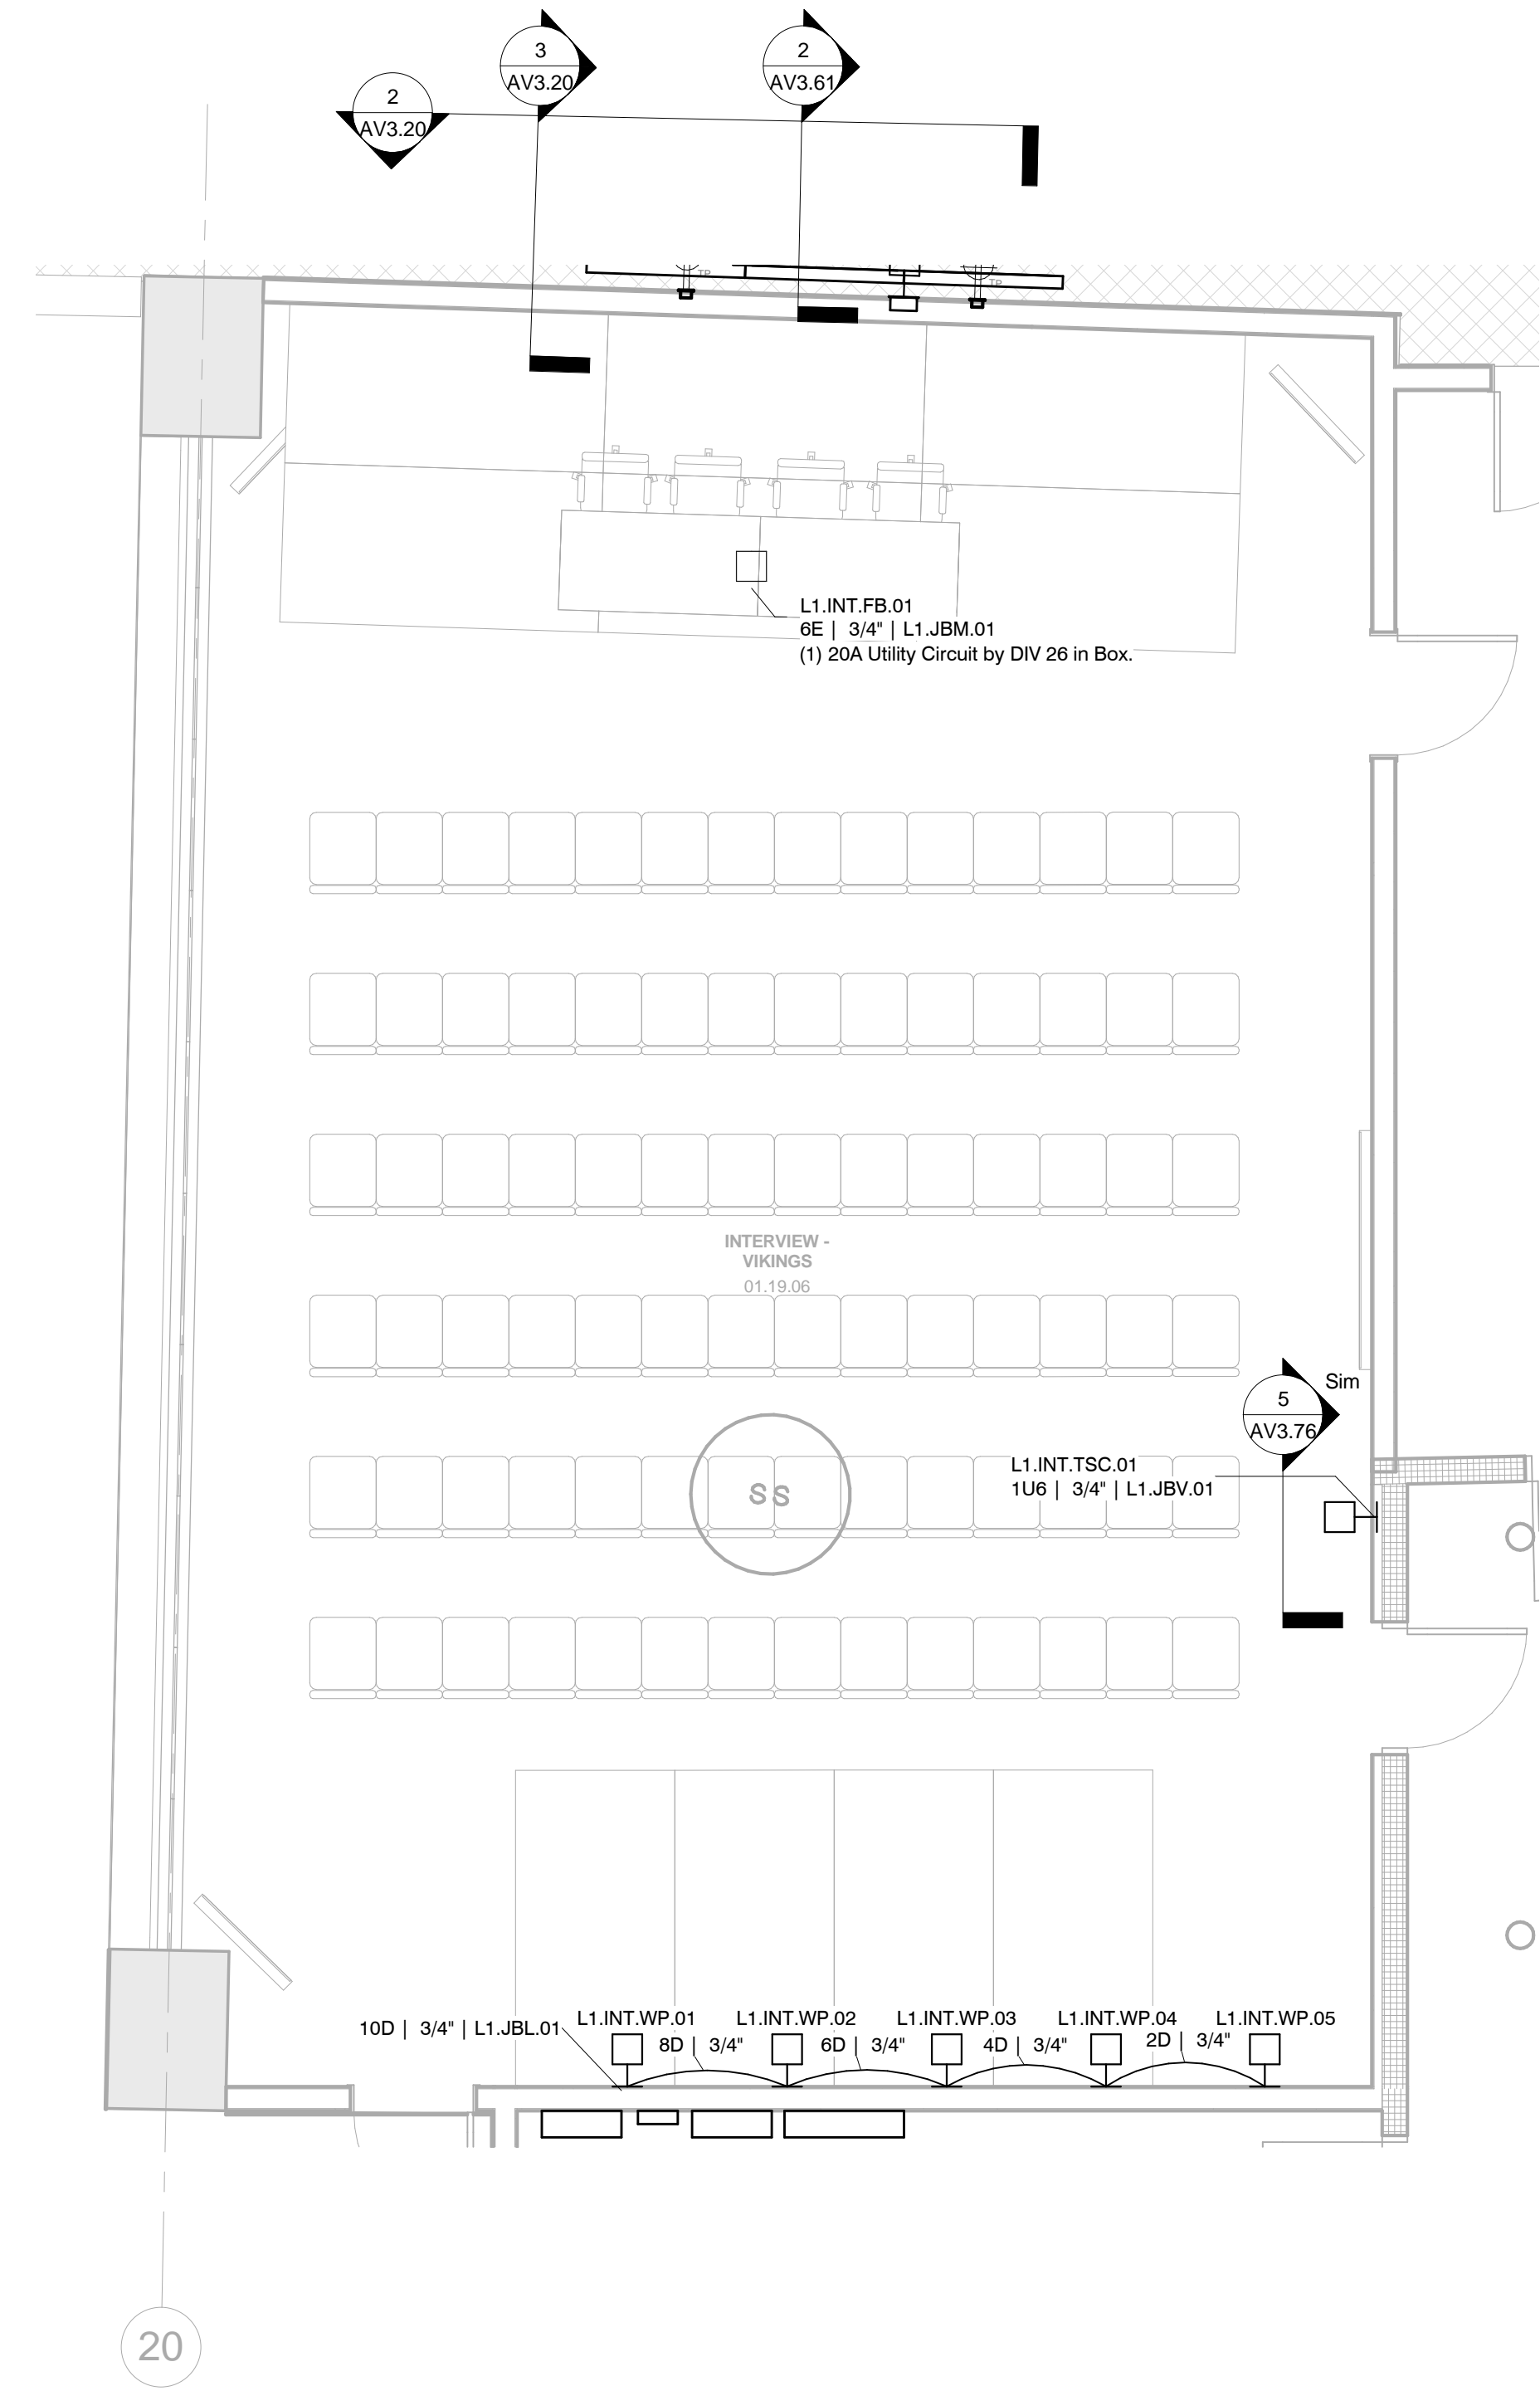 3
AV3.20
2
AV3.61
2
AV3.20
TP
TP
L1.INT.FB.01
6E | 3/4" | L1.JBM.01
(1) 20A Utility Circuit by DIV 26 in Box.
INTERVIEW -
VIKINGS
01.19.06
5
AV3.76
Sim
L1.INT.TSC.01
1U6 | 3/4" | L1.JBV.01
S S
10D | 3/4" | L1.JBL.01
L1.INT.WP.01
L1.INT.WP.02
L1.INT.WP.03
L1.INT.WP.04
L1.INT.WP.05
8D | 3/4"
6D | 3/4"
4D | 3/4"
2D | 3/4"
20